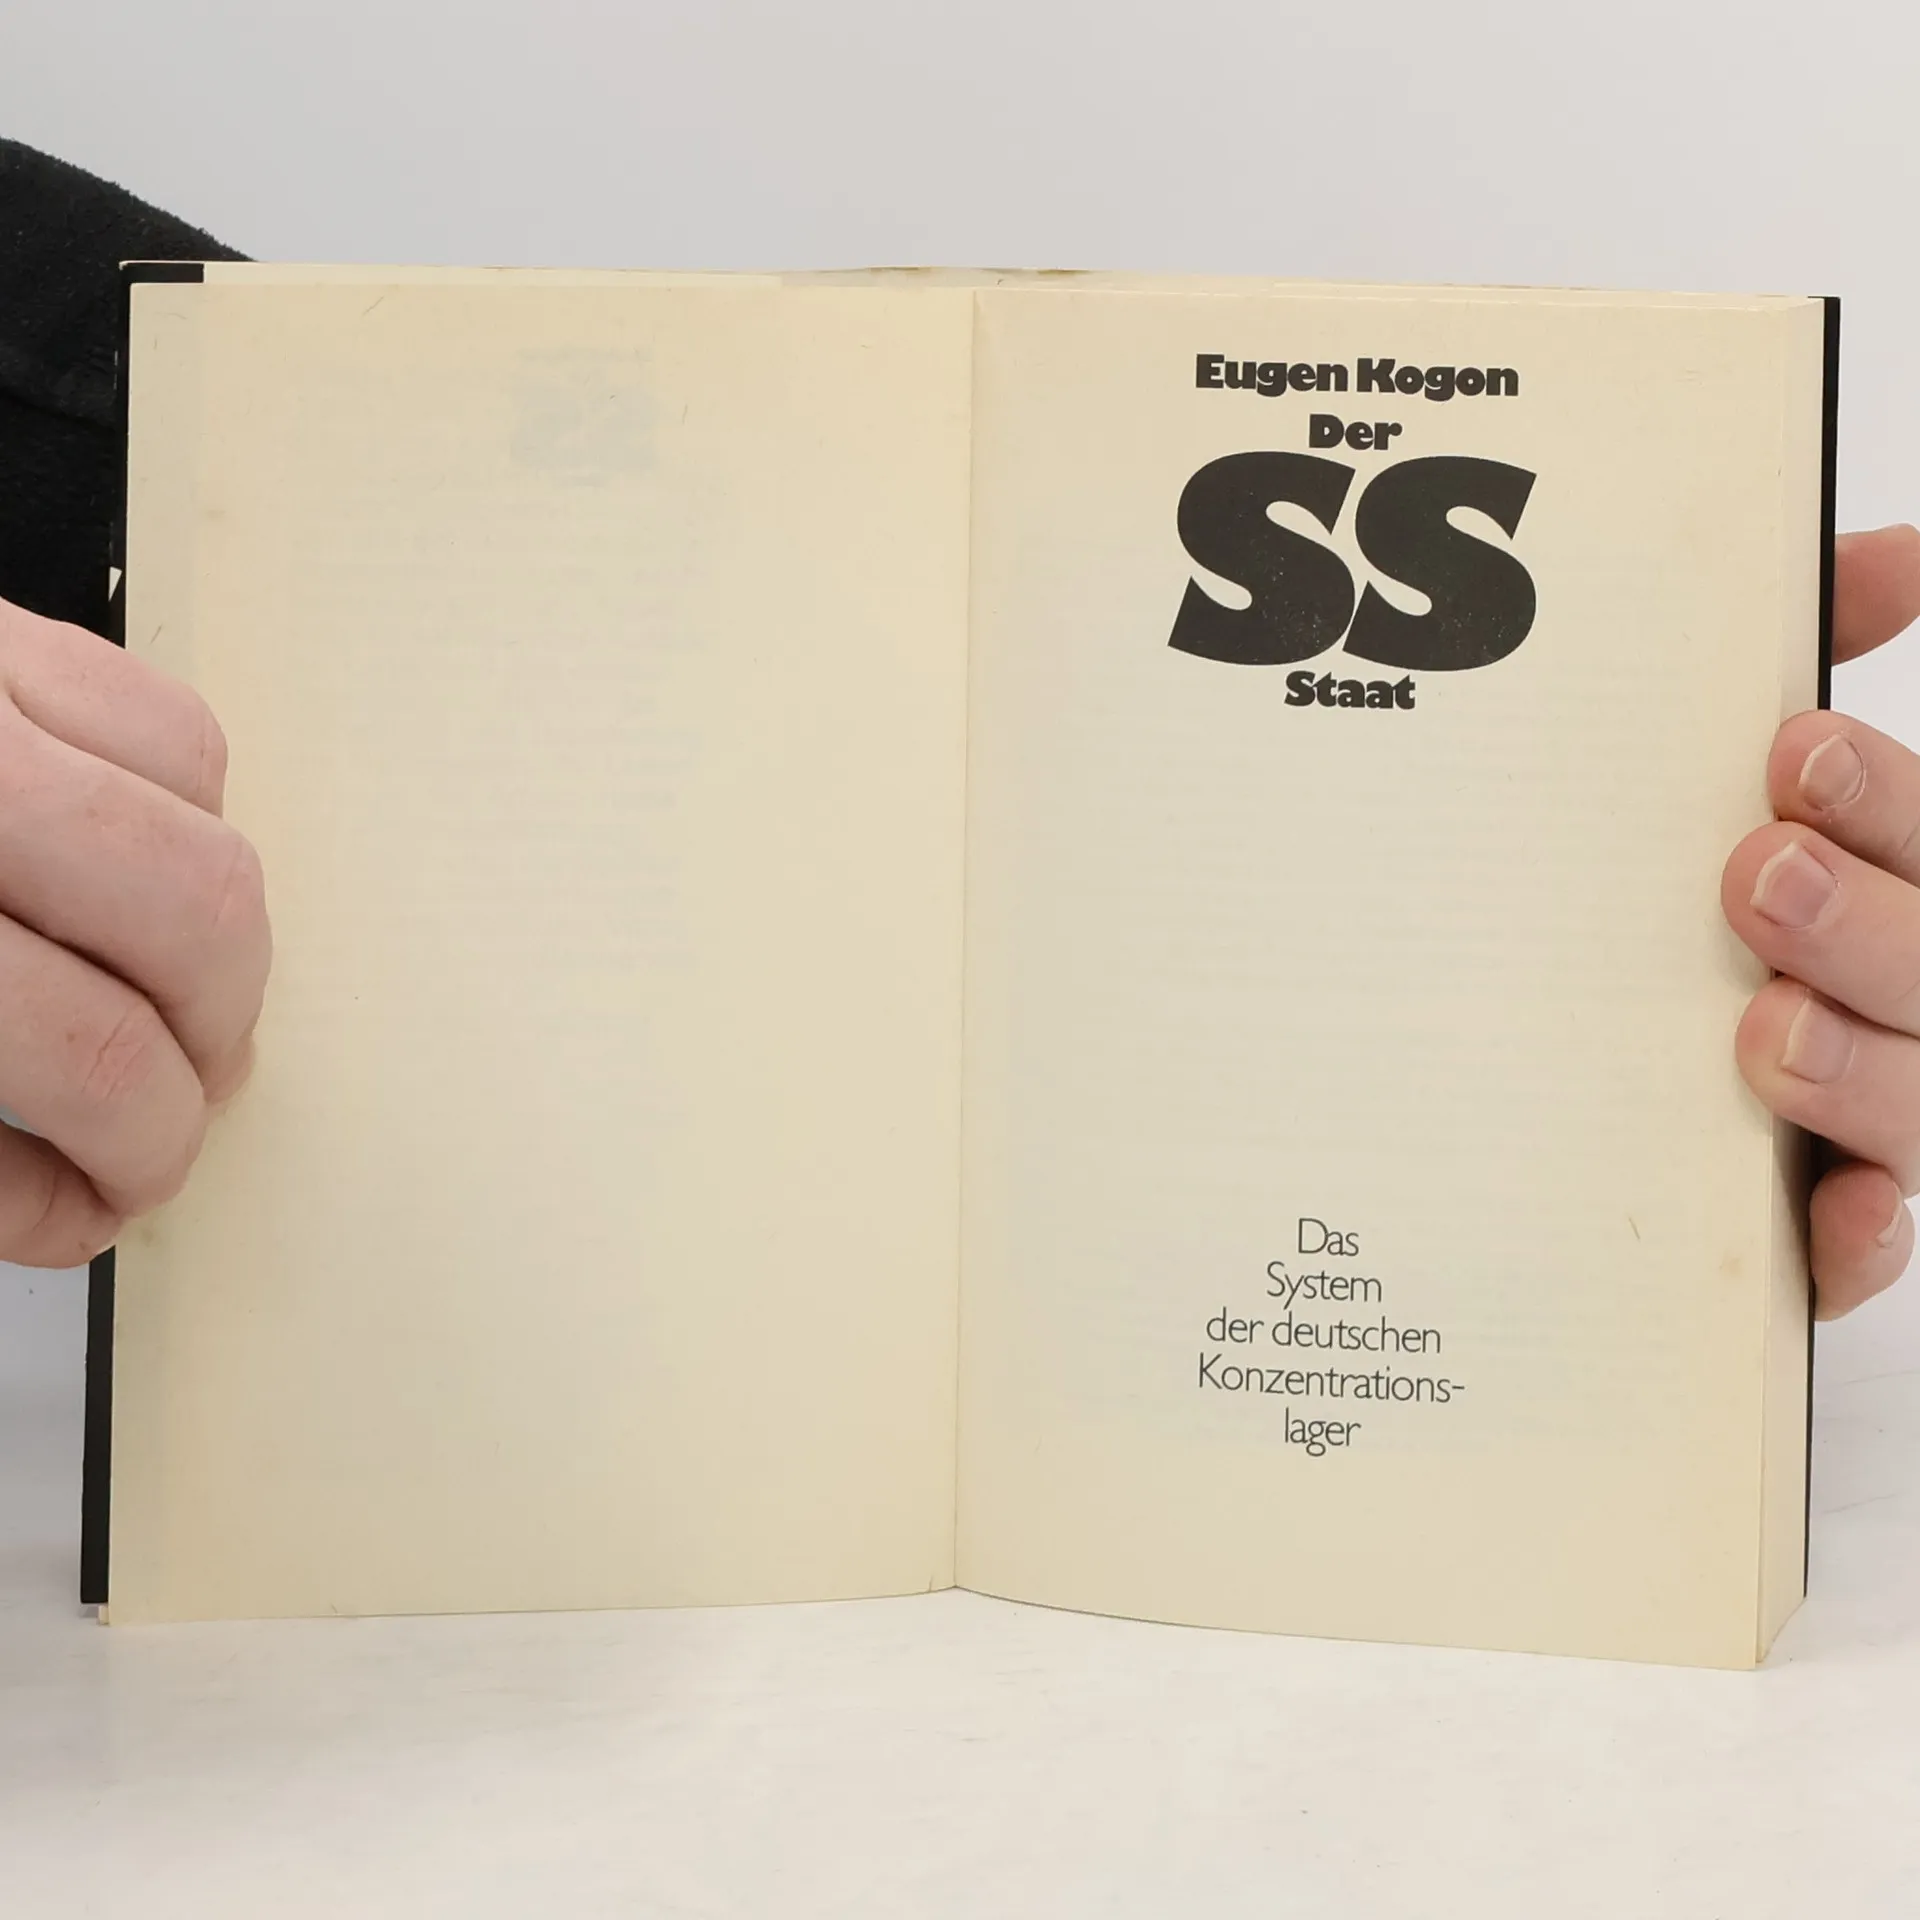 Eugen Kogon
Der
SS
Staat
Das
System
der deutschen
Konzentrations-
lager